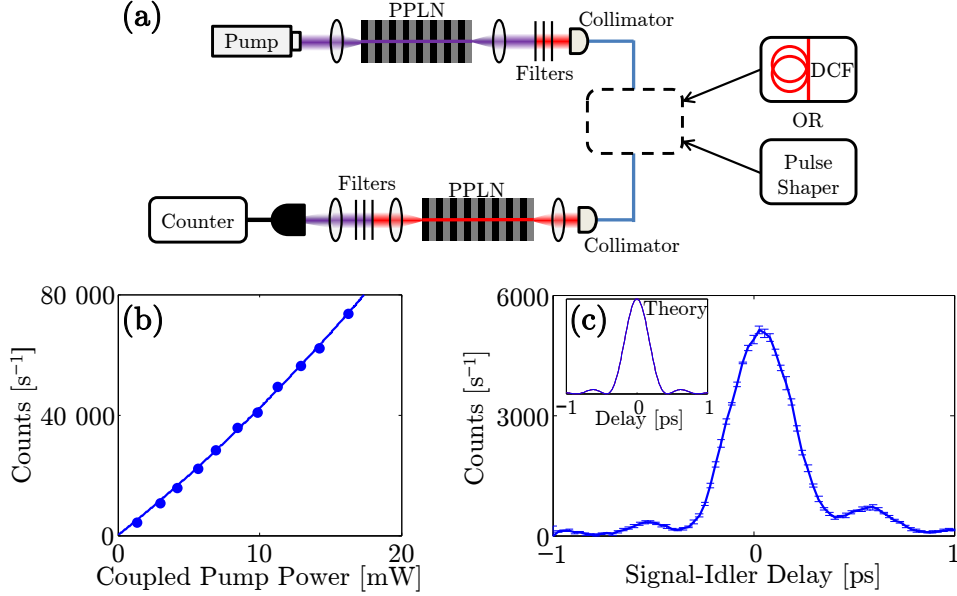 (a)
Pump
PPLN
Filters
Collimator
DCF
OR
Pulse
Shaper
Filters
PPLN
Counter
Collimator
(b)
80 000
40 000
0
Counts [s⁻¹]
0 10 20
Coupled Pump Power [mW]
(c)
6000
3000
0
Counts [s⁻¹]
Theory
−1 0 1
Delay [ps]
−1 0 1
Signal-Idler Delay [ps]